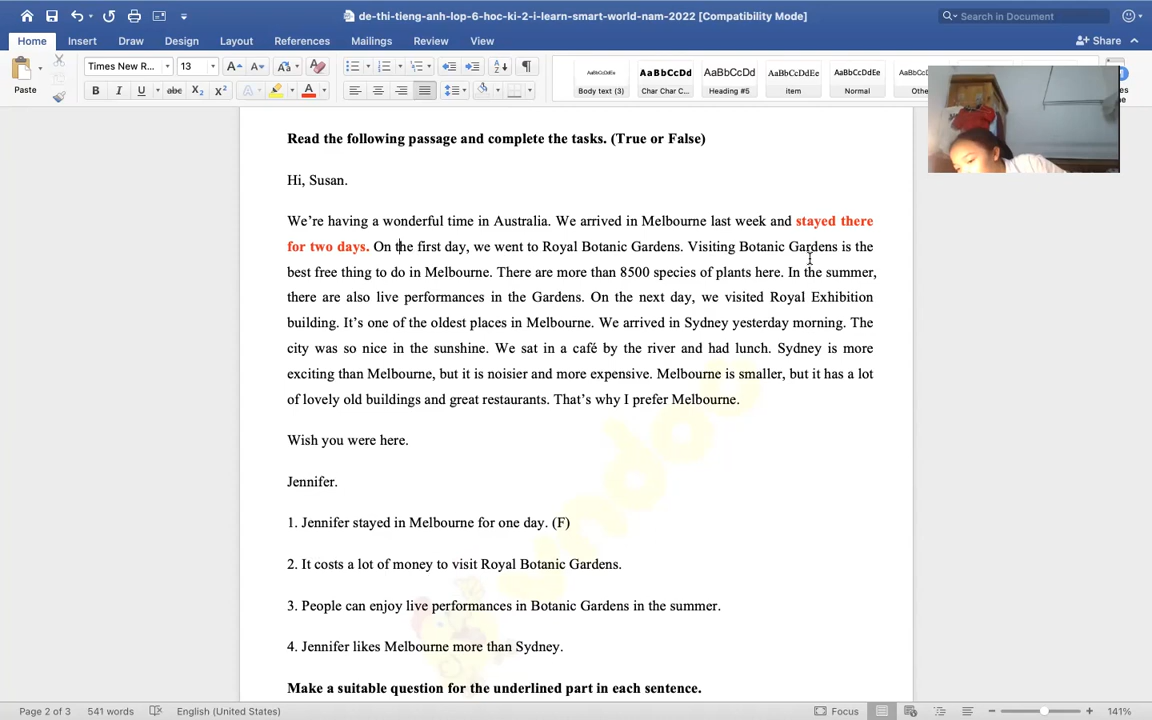 de-thi-tieng-anh-lop-6-hoc-ki-2-i-learn-smart-world-nam-2022 [Compatibility Mode]
Search in Document
Home Insert Draw Design Layout References Mailings Review View
Share
Paste
Times New R... 13
B I U abc X2 X2
AaBbCcDdEe AaBbCcDd AaBbCcDd AaBbCcDdEe AaBbCcDdEe AaBbCcDd
Body text (3) Char Char C... Heading #5 item Normal Othe
Read the following passage and complete the tasks. (True or False)
Hi, Susan.
We're having a wonderful time in Australia. We arrived in Melbourne last week and stayed there
for two days. On the first day, we went to Royal Botanic Gardens. Visiting Botanic Gardens is the
best free thing to do in Melbourne. There are more than 8500 species of plants here. In the summer,
there are also live performances in the Gardens. On the next day, we visited Royal Exhibition
building. It's one of the oldest places in Melbourne. We arrived in Sydney yesterday morning. The
city was so nice in the sunshine. We sat in a café by the river and had lunch. Sydney is more
exciting than Melbourne, but it is noisier and more expensive. Melbourne is smaller, but it has a lot
of lovely old buildings and great restaurants. That's why I prefer Melbourne.
Wish you were here.
Jennifer.
1. Jennifer stayed in Melbourne for one day. (F)
2. It costs a lot of money to visit Royal Botanic Gardens.
3. People can enjoy live performances in Botanic Gardens in the summer.
4. Jennifer likes Melbourne more than Sydney.
Make a suitable question for the underlined part in each sentence.
vndoo
Page 2 of 3 541 words English (United States) Focus 141%